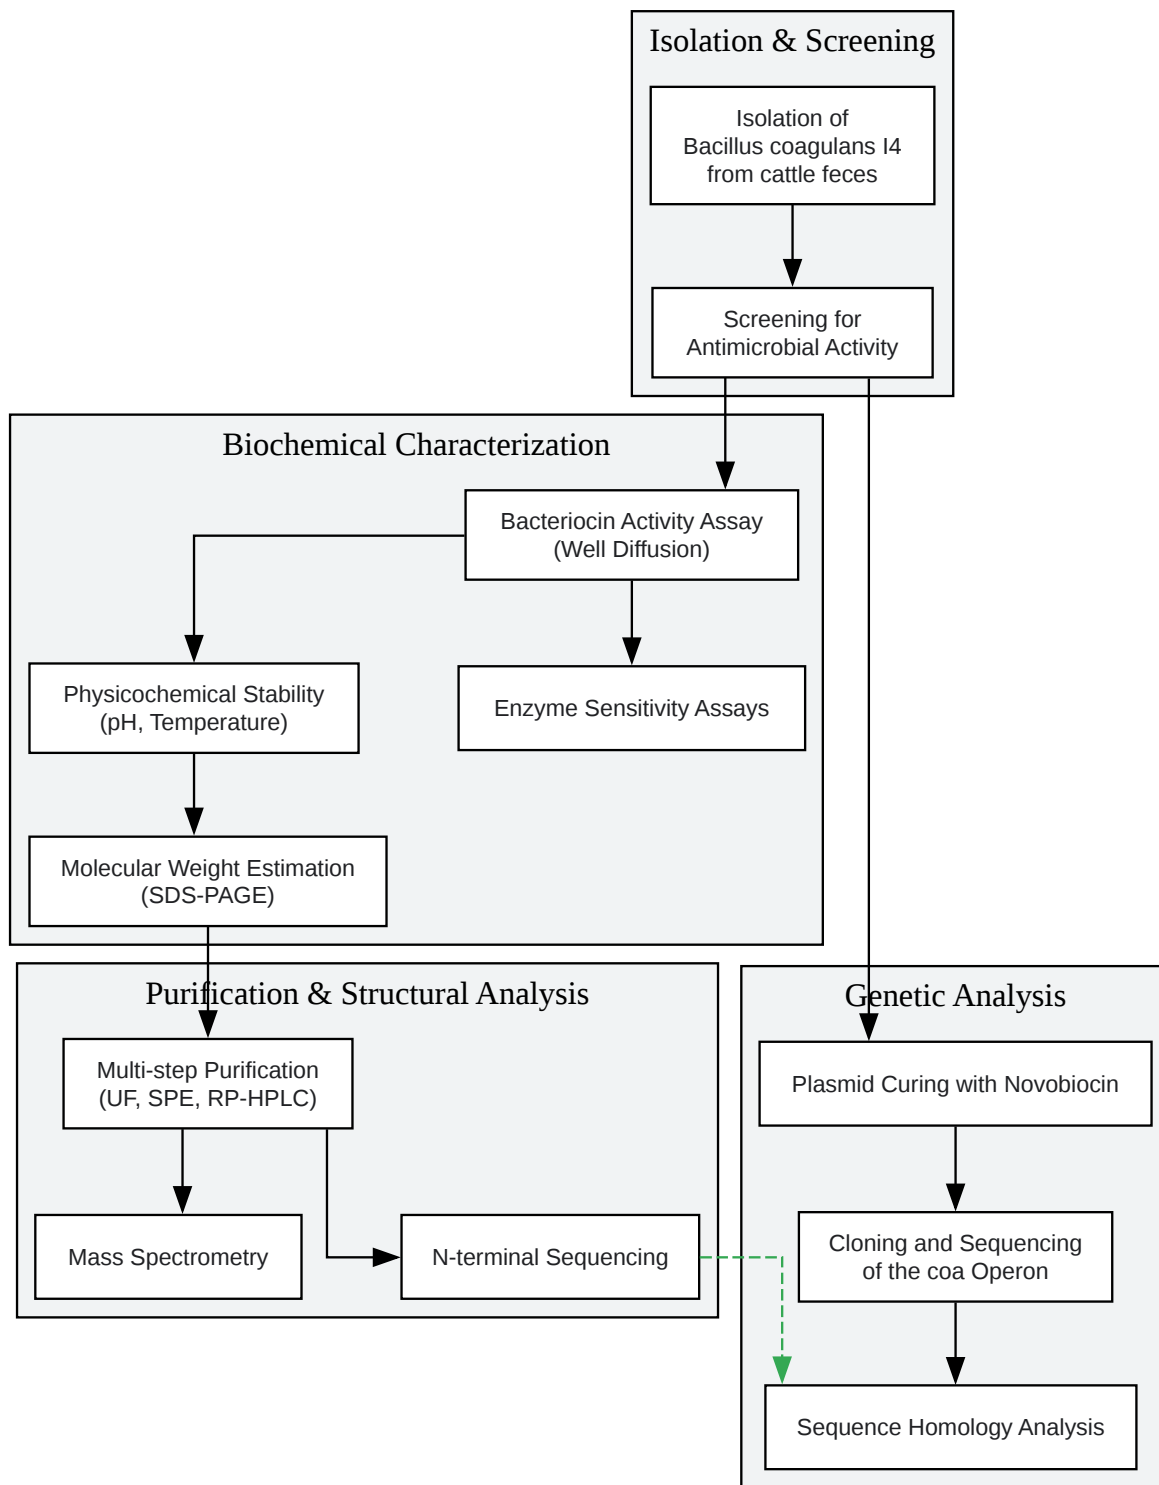 Isolation & Screening
Isolation of
Bacillus coagulans I4
from cattle feces
Screening for
Antimicrobial Activity
Biochemical Characterization
Bacteriocin Activity Assay
(Well Diffusion)
Physicochemical Stability
(pH, Temperature)
Enzyme Sensitivity Assays
Molecular Weight Estimation
(SDS-PAGE)
Purification & Structural Analysis
Multi-step Purification
(UF, SPE, RP-HPLC)
Mass Spectrometry
N-terminal Sequencing
Genetic Analysis
Plasmid Curing with Novobiocin
Cloning and Sequencing
of the coa Operon
Sequence Homology Analysis